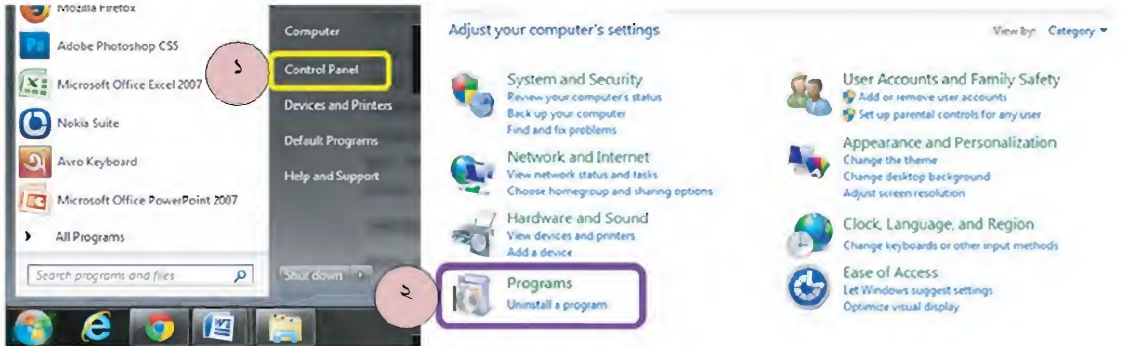 Mozilla Firefox
Adobe Photoshop CS5
Microsoft Office Excel 2007
Nokia Suite
Avro Keyboard
Microsoft Office PowerPoint 2007
All Programs
Search programs and files
Computer
Control Panel
Devices and Printers
Default Programs
Help and Support
Shut down
১
Adjust your computer's settings
View by: Category
System and Security
Review your computer's status
Back up your computer
Find and fix problems
Network and Internet
View network status and tasks
Choose homegroup and sharing options
Hardware and Sound
View devices and printers
Add a device
২
Programs
Uninstall a program
User Accounts and Family Safety
Add or remove user accounts
Set up parental controls for any user
Appearance and Personalization
Change the theme
Change desktop background
Adjust screen resolution
Clock, Language, and Region
Change keyboards or other input methods
Ease of Access
Let Windows suggest settings
Optimize visual display